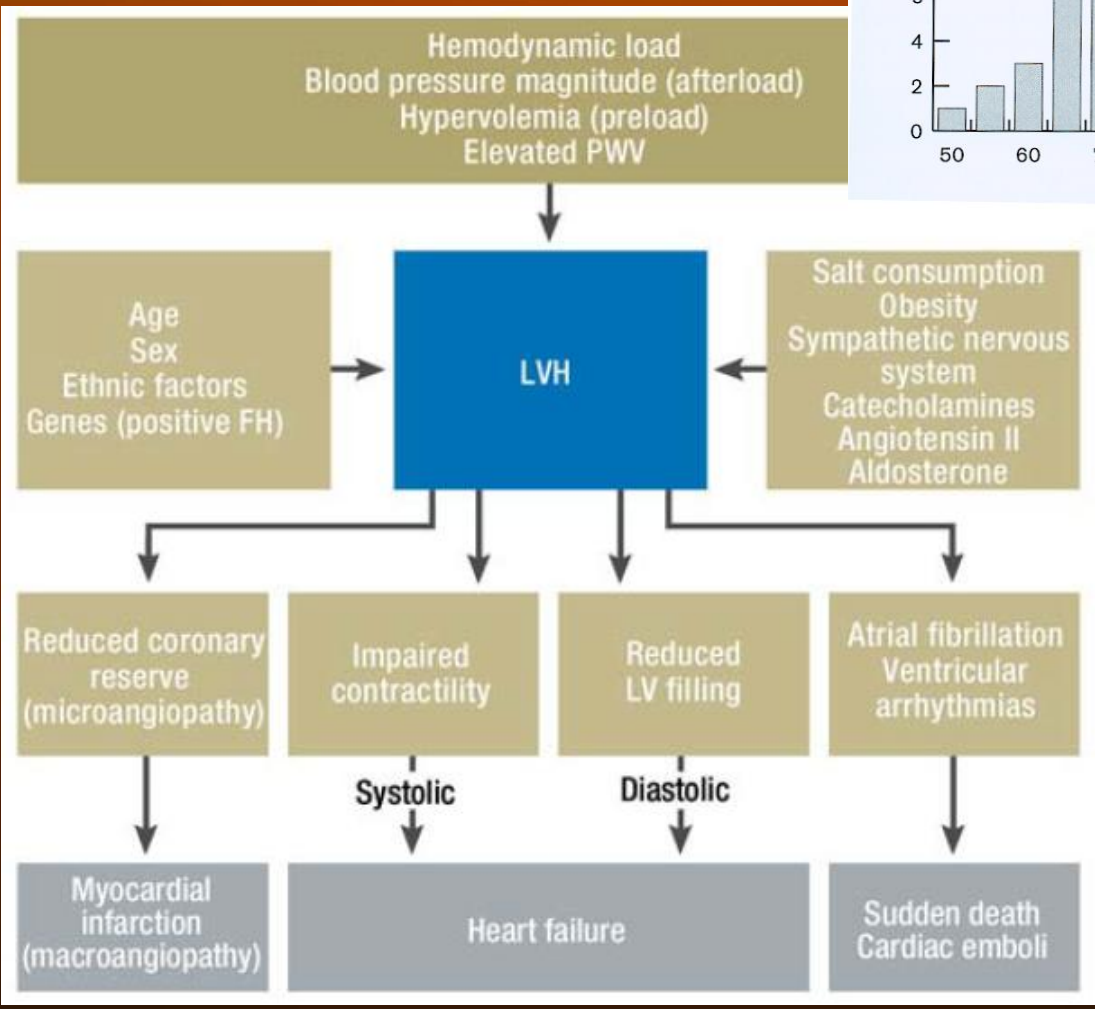 Hemodynamic load
Blood pressure magnitude (afterload)
Hypervolemia (preload)
Elevated PWV
4
2
0
50
60
Age
Sex
Ethnic factors
Genes (positive FH)
LVH
Salt consumption
Obesity
Sympathetic nervous
system
Catecholamines
Angiotensin II
Aldosterone
Reduced coronary
reserve
(microangiopathy)
Impaired
contractility
Reduced
LV filling
Atrial fibrillation
Ventricular
arrhythmias
Systolic
Diastolic
Myocardial
infarction
(macroangiopathy)
Heart failure
Sudden death
Cardiac emboli